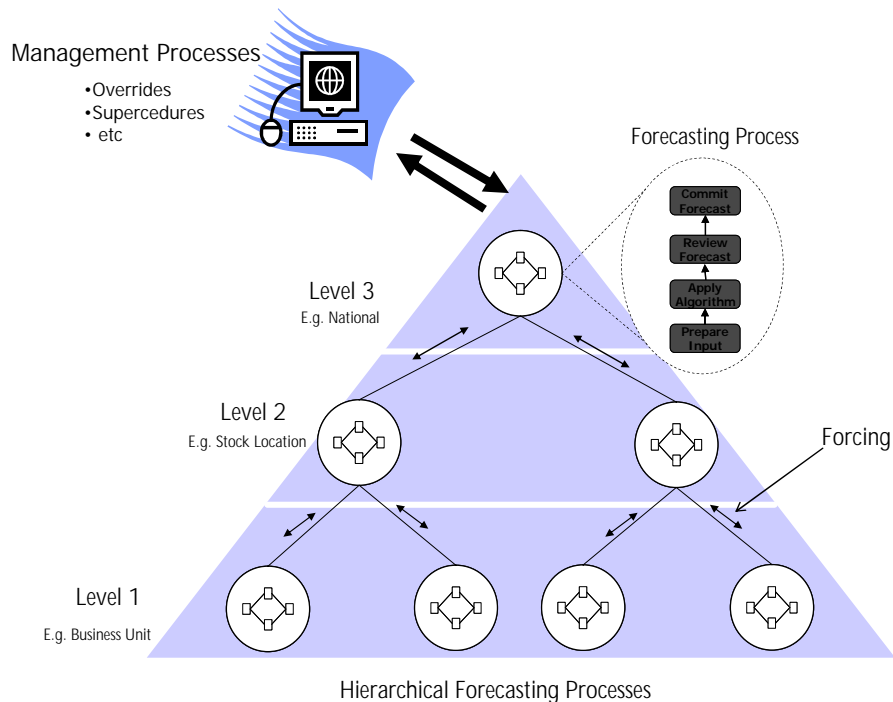 Management Processes
•Overrides
•Supercedures
• etc
Forecasting Process
Commit
Forecast
Review
Forecast
Apply
Algorithm
Prepare
Input
Level 3
E.g. National
Level 2
E.g. Stock Location
Forcing
Level 1
E.g. Business Unit
Hierarchical Forecasting Processes